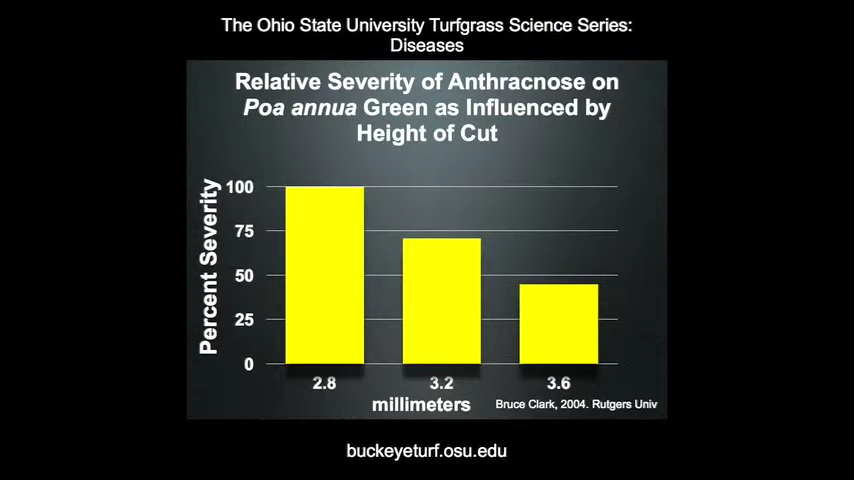 The Ohio State University Turfgrass Science Series:
Diseases
Relative Severity of Anthracnose on
Poa annua Green as Influenced by
Height of Cut
Percent Severity
100
75
50
25
0
2.8 3.2 3.6
millimeters
Bruce Clark, 2004. Rutgers Univ
buckeyeturf.osu.edu